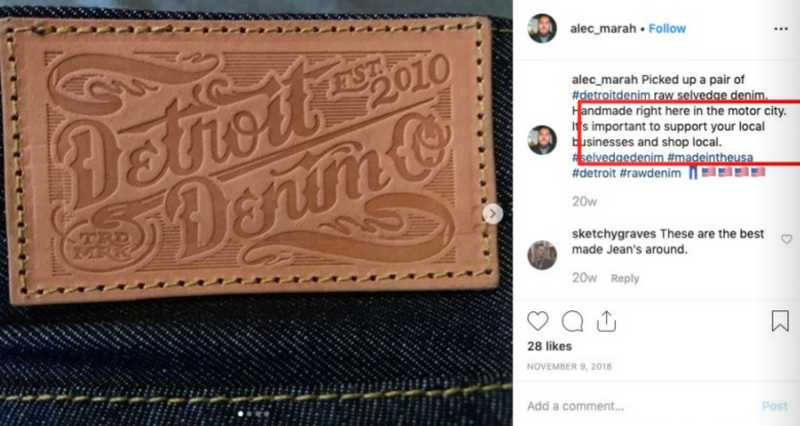 Detroit
EST. 2010
Denim Co
TRD
MRK
alec_marah • Follow
alec_marah Picked up a pair of
#detroitdenim raw selvedge denim.
Handmade right here in the motor city.
It's important to support your local
businesses and shop local.
#selvedgedenim #madeintheusa
#detroit #rawdenim
20w
sketchygraves These are the best
made Jean's around.
20w Reply
28 likes
NOVEMBER 9, 2018
Add a comment...
Post